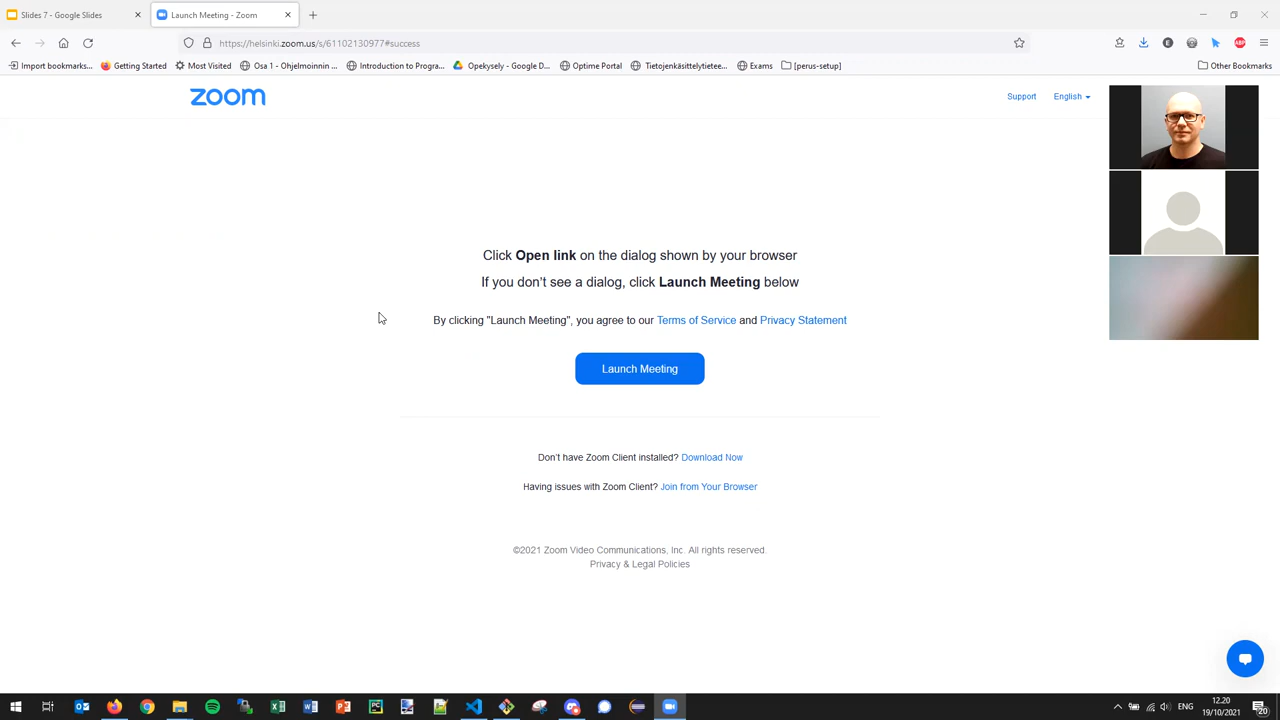 Slides 7 - Google Slides
Launch Meeting - Zoom
https://helsinki.zoom.us/s/61102130977#success
Import bookmarks...
Getting Started
Most Visited
Osa 1 - Ohjelmoinnin ...
Introduction to Progra...
Opekysely - Google D...
Optime Portal
Tietojenkäsittelytietee...
Exams
[perus-setup]
Other Bookmarks
zoom
Support
English
Click Open link on the dialog shown by your browser
If you don't see a dialog, click Launch Meeting below
By clicking "Launch Meeting", you agree to our Terms of Service and Privacy Statement
Launch Meeting
Don't have Zoom Client installed? Download Now
Having issues with Zoom Client? Join from Your Browser
©2021 Zoom Video Communications, Inc. All rights reserved.
Privacy & Legal Policies
ENG
12.20
19/10/2021
20